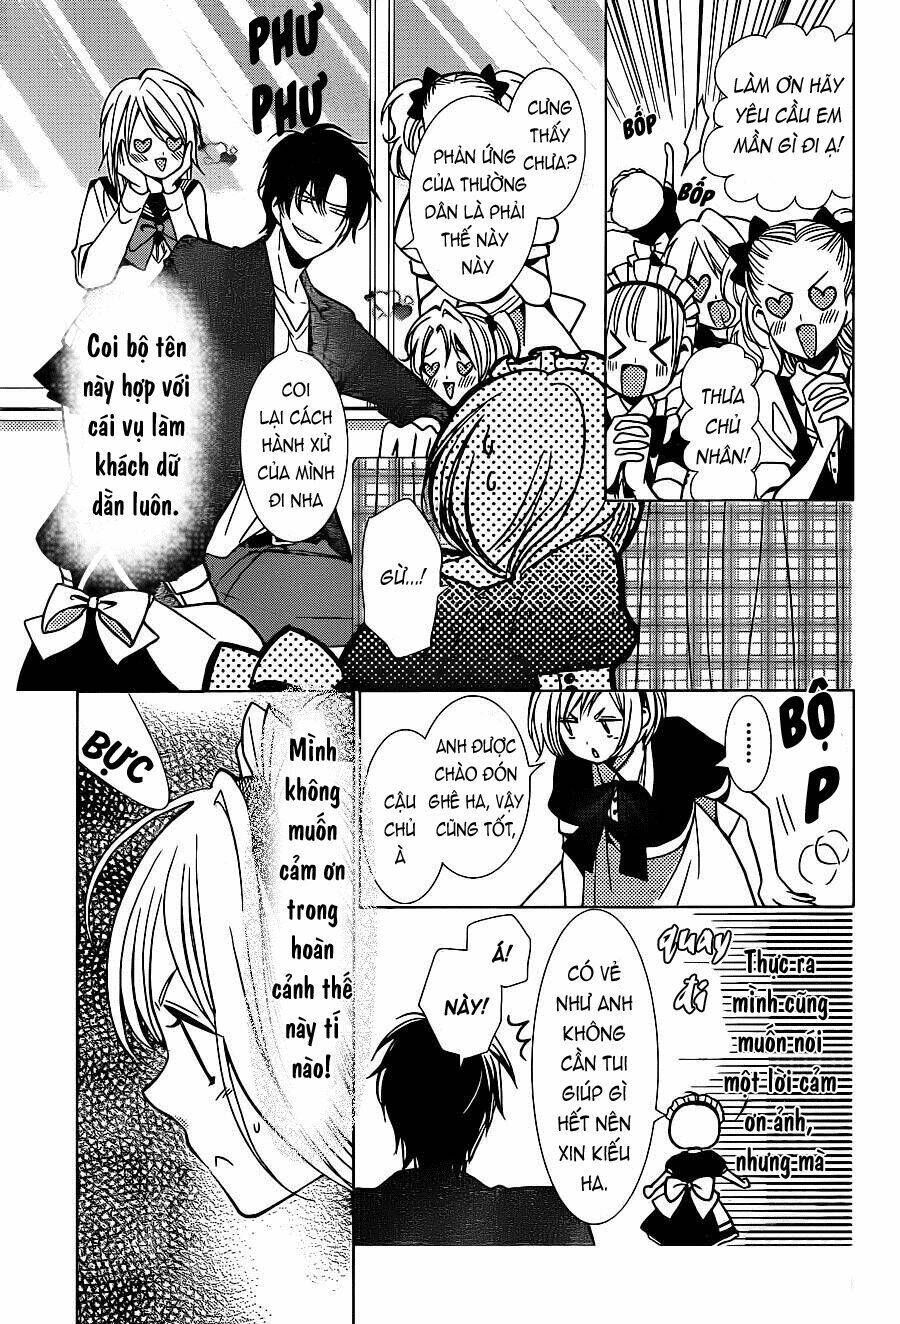 LÀM ƠN HÃY
YÊU CẦU EM
MẦN GÌ ĐI Ạ!
BỐP
BỐP
THƯA
CHỦ
NHÂN!
CƯNG
THẤY
CHƯA?
PHẢN ỨNG
CỦA THƯỜNG
DÂN LÀ PHẢI
THẾ NÀY
NÀY
PHƯ
PHƯ
COI
LẠI CÁCH
HÀNH XỬ
CỦA MÌNH
ĐI NHA
Coi bộ tên
này hợp với
cái vụ làm
khách dữ
dằn luôn.
GỪ...!
BỘ
P
......
ANH ĐƯỢC
CHÀO ĐÓN
GHÊ HA, VẬY
CŨNG TỐT,
CẬU
CHỦ
À
Thực ra
mình cũng
muốn nói
một lời cảm
ơn ảnh,
nhưng mà
quay
đi
CÓ VẺ
NHƯ ANH
KHÔNG
CẦN TUI
GIÚP GÌ
HẾT NÊN
XIN KIẾU
HA.
Á!
NÀY!
Mình
không
muốn
cảm ơn
trong
hoàn
cảnh thế
này tí
nào!
BỰC